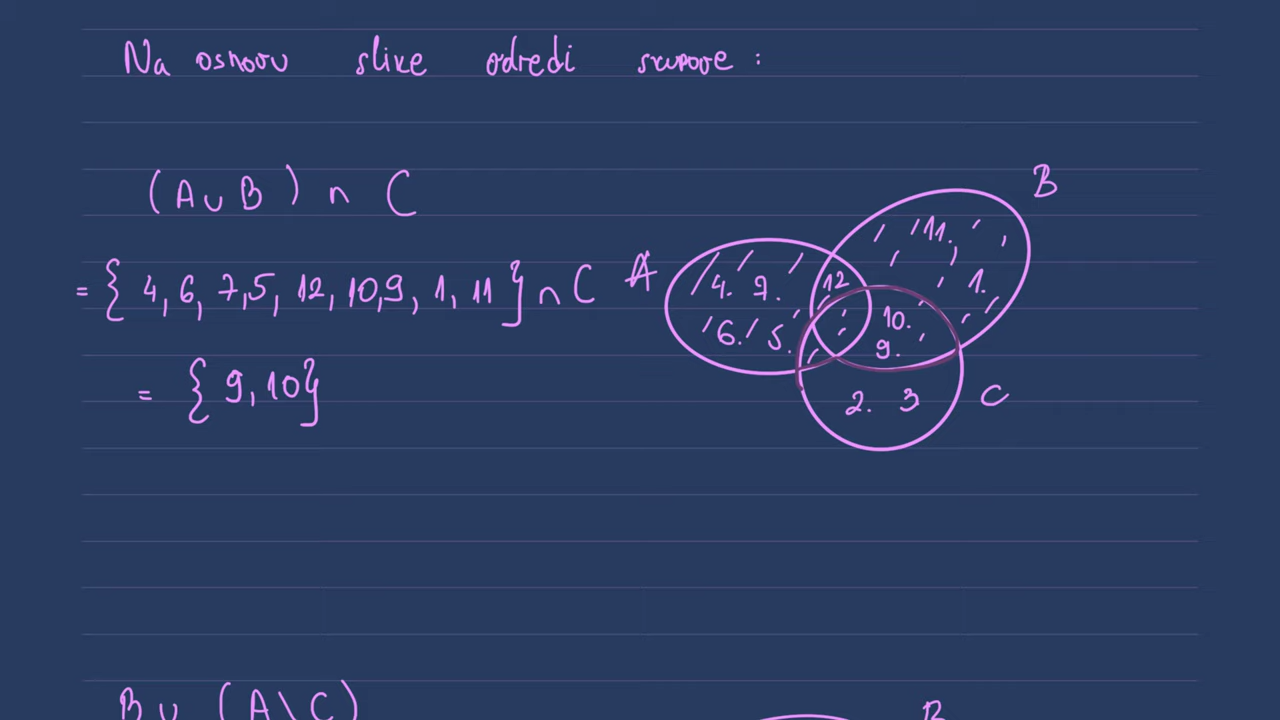 Na osnovu slike odredi skupove:
(A∪B) ∩ C
= {4, 6, 7, 5, 12, 10, 9, 1, 11} ∩ C
= {9, 10}
A
B
C
11.
1.
12
4. 7.
6. 5.
10.
9.
2. 3
B ∪ (A\C)
B